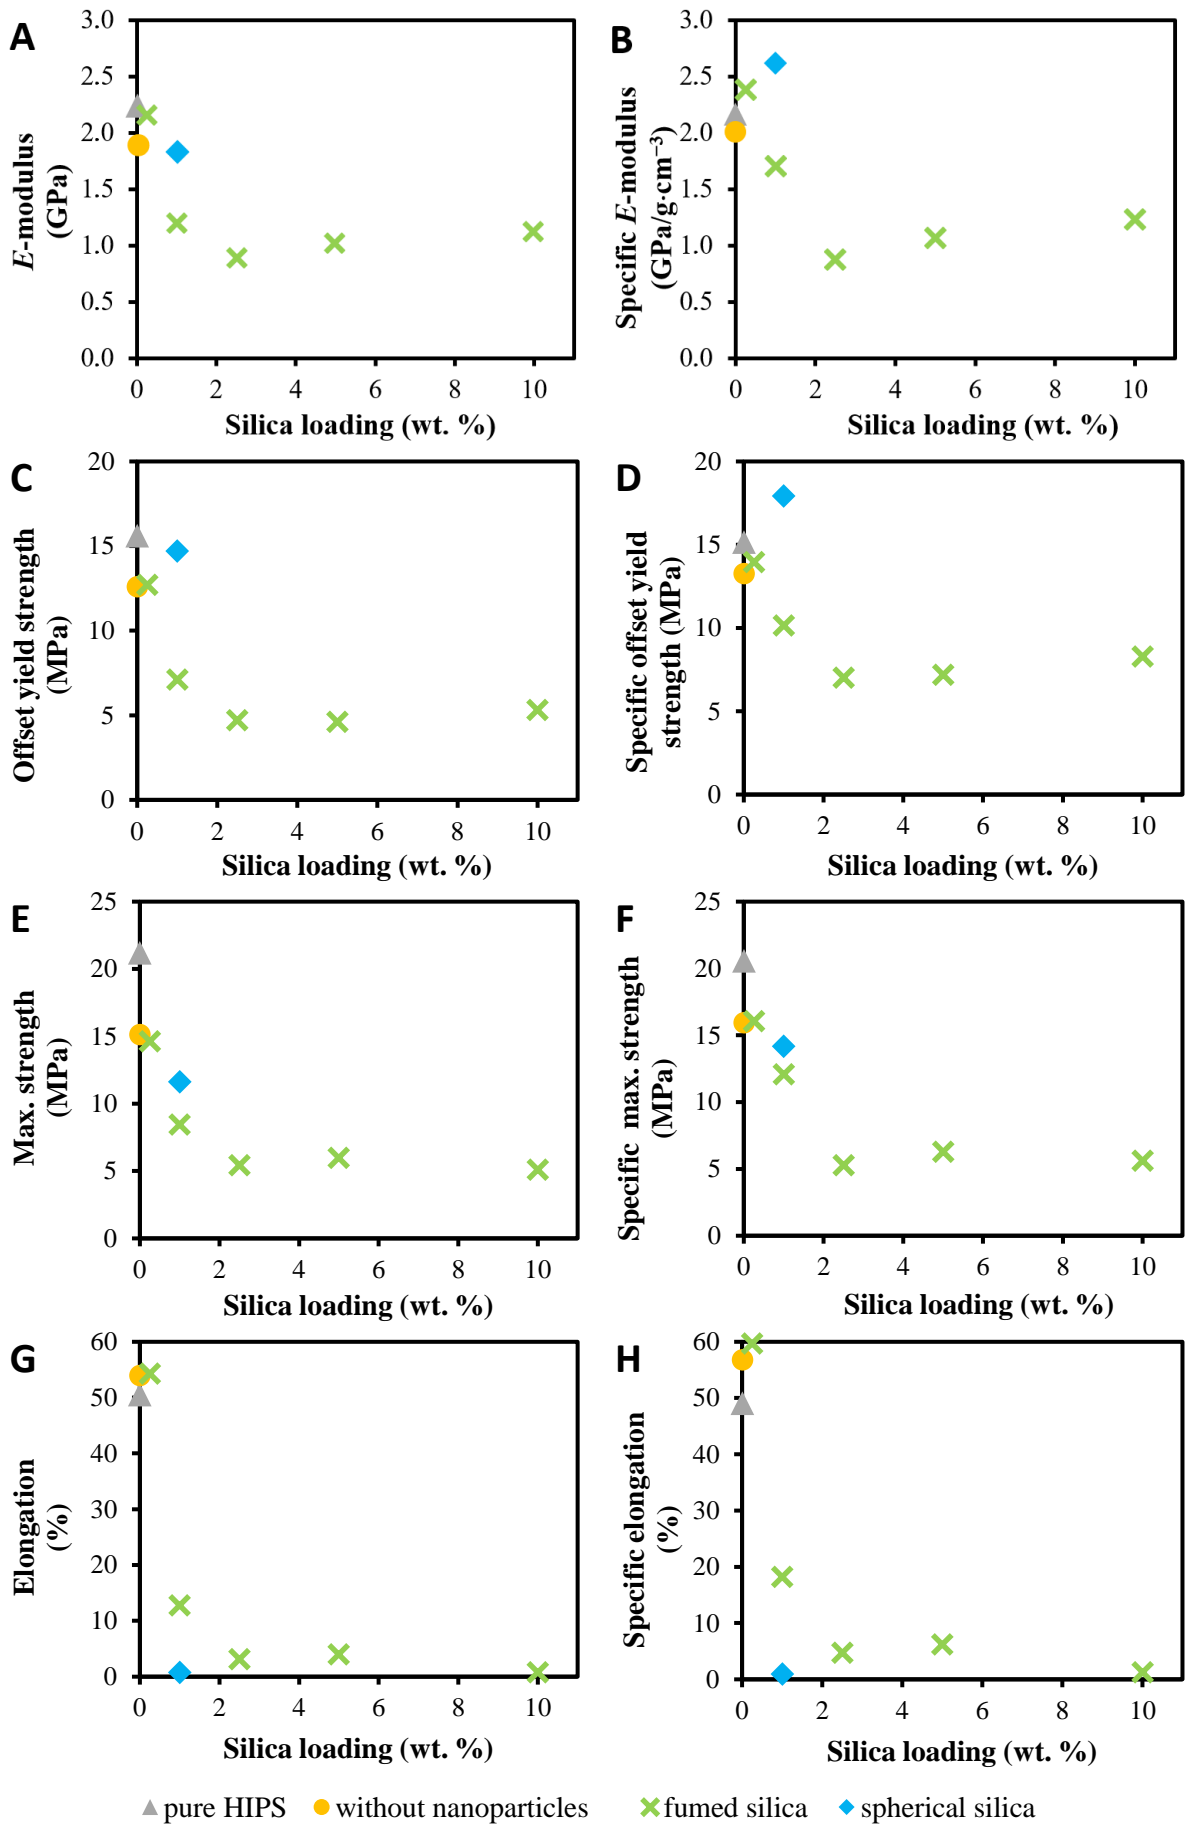 A
3.0
2.5
2.0
1.5
1.0
0.5
0.0
E-modulus
(GPa)
0 2 4 6 8 10
Silica loading (wt. %)
B
3.0
2.5
2.0
1.5
1.0
0.5
0.0
Specific E-modulus
(GPa/g·cm⁻³)
0 2 4 6 8 10
Silica loading (wt. %)
C
20
15
10
5
0
Offset yield strength
(MPa)
0 2 4 6 8 10
Silica loading (wt. %)
D
20
15
10
5
0
Specific offset yield
strength (MPa)
0 2 4 6 8 10
Silica loading (wt. %)
E
25
20
15
10
5
0
Max. strength
(MPa)
0 2 4 6 8 10
Silica loading (wt. %)
F
25
20
15
10
5
0
Specific max. strength
(MPa)
0 2 4 6 8 10
Silica loading (wt. %)
G
60
50
40
30
20
10
0
Elongation
(%)
0 2 4 6 8 10
Silica loading (wt. %)
H
60
50
40
30
20
10
0
Specific elongation
(%)
0 2 4 6 8 10
Silica loading (wt. %)
pure HIPS without nanoparticles fumed silica spherical silica